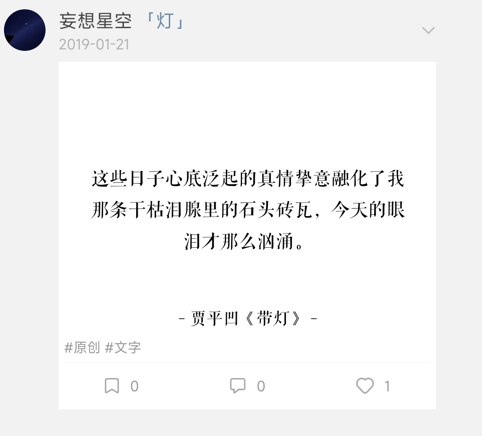 妄想星空 「灯」
2019-01-21
这些日子心底泛起的真情挚意融化了我
那条干枯泪腺里的石头砖瓦，今天的眼
泪才那么汹涌。
- 贾平凹《带灯》 -
#原创 #文字
0 0 1